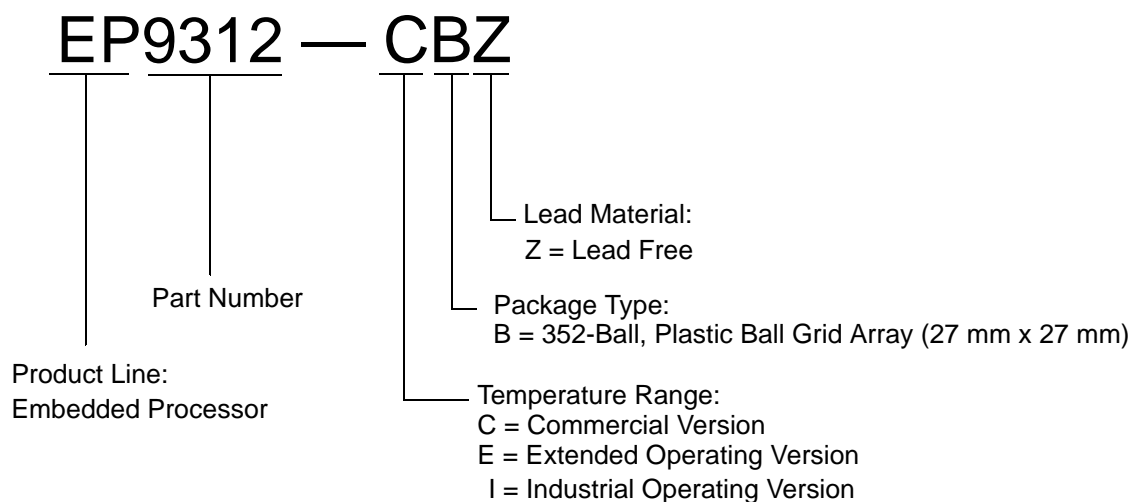 EP9312 — CBZ
Lead Material:
Z = Lead Free
Package Type:
B = 352-Ball, Plastic Ball Grid Array (27 mm x 27 mm)
Part Number
Product Line:
Embedded Processor
Temperature Range:
C = Commercial Version
E = Extended Operating Version
I = Industrial Operating Version